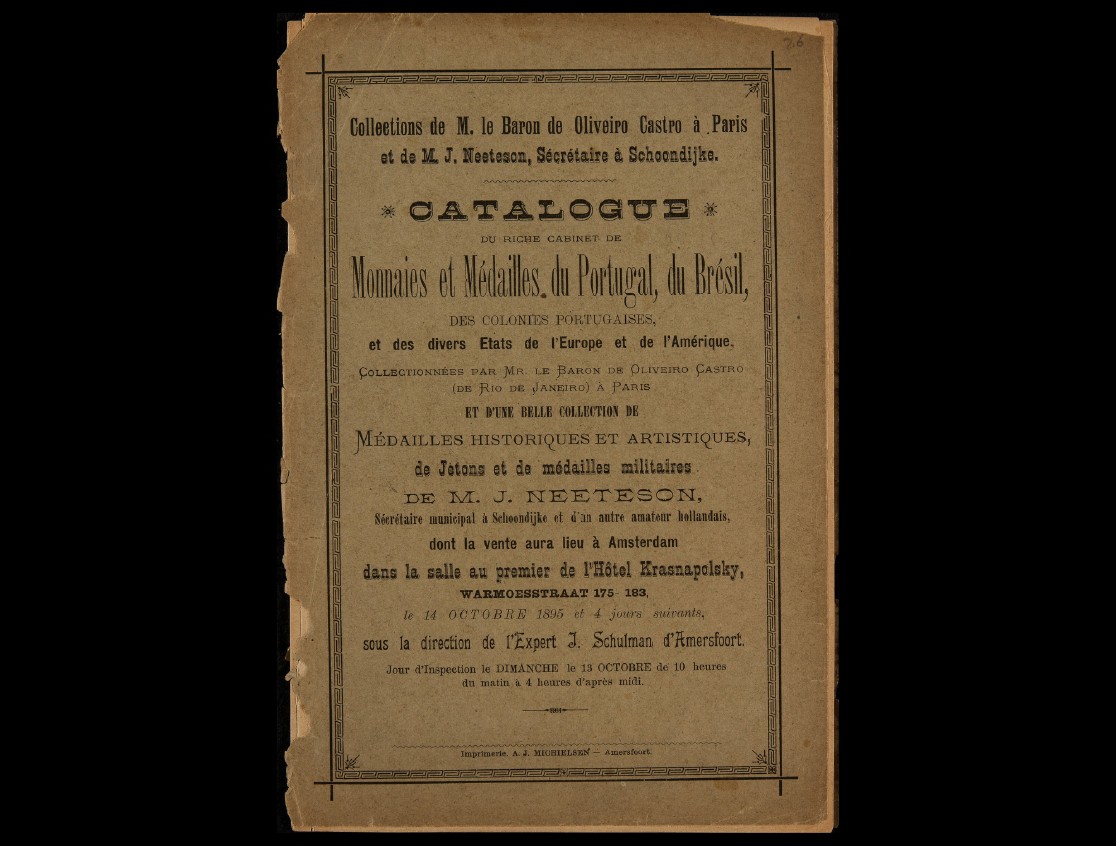 26
Collections de M. le Baron de Oliveiro Castro à Paris
et de M. J. Neeteson, Sécrétaire à Schoondijke.
CATALOGUE
DU RICHE CABINET DE
Monnaies et Médailles du Portugal, du Brésil,
DES COLONIES PORTUGAISES,
et des divers Etats de l'Europe et de l'Amérique,
COLLECTIONNÉES PAR MR. LE BARON DE OLIVEIRO CASTRO
(DE RIO DE JANEIRO) À PARIS
ET D'UNE BELLE COLLECTION DE
MÉDAILLES HISTORIQUES ET ARTISTIQUES,
de Jetons et de médailles militaires
DE M. J. NEETESON,
Sécrétaire municipal à Schoondijke et d'un autre amateur hollandais,
dont la vente aura lieu à Amsterdam
dans la salle au premier de l'Hôtel Krasnapolsky,
WARMOESSTRAAT 175-183,
le 14 OCTOBRE 1895 et 4 jours suivants,
sous la direction de l'Expert J. Schulman d'Amersfoort.
Jour d'Inspection le DIMANCHE le 13 OCTOBRE de 10 heures
du matin à 4 heures d'après midi.
Imprimerie. A. J. MICHIELSEN — Amersfoort.